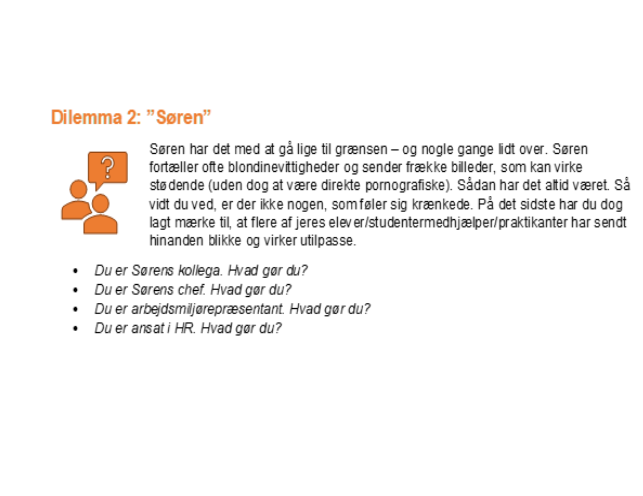 Dilemma 2: ”Søren”
?
Søren har det med at gå lige til grænsen – og nogle gange lidt over. Søren
fortæller ofte blondinevittigheder og sender frække billeder, som kan virke
stødende (uden dog at være direkte pornografiske). Sådan har det altid været. Så
vidt du ved, er der ikke nogen, som føler sig krænkede. På det sidste har du dog
lagt mærke til, at flere af jeres elever/studentermedhjælper/praktikanter har sendt
hinanden blikke og virker utilpasse.
• Du er Sørens kollega. Hvad gør du?
• Du er Sørens chef. Hvad gør du?
• Du er arbejdsmiljørepræsentant. Hvad gør du?
• Du er ansat i HR. Hvad gør du?